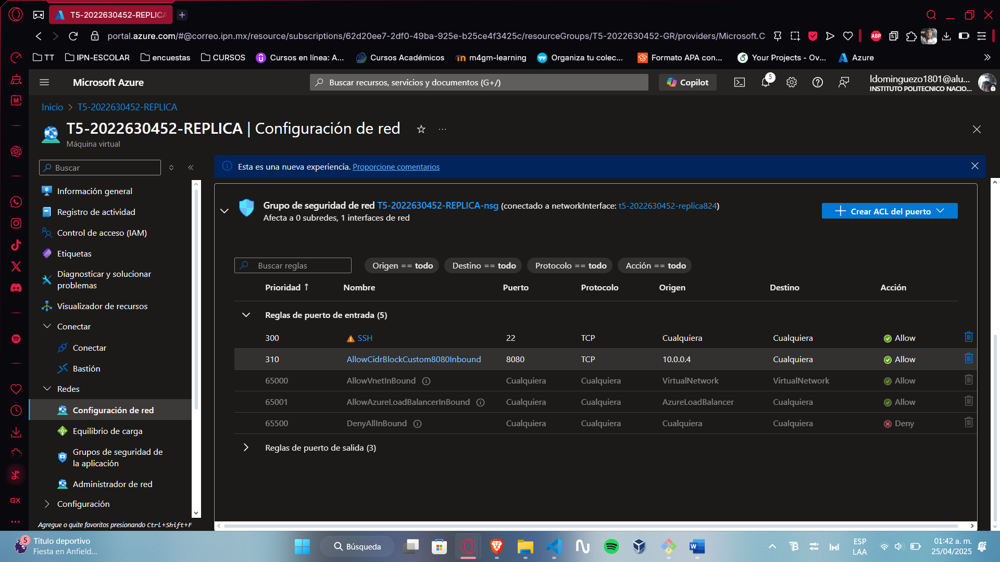 T5-2022630452-REPLICA
portal.azure.com/#@correo.ipn.mx/resource/subscriptions/62d20ee7-2df0-49ba-925e-b25ce4f3425c/resourceGroups/T5-2022630452-GR/providers/Microsoft.C
ABP
TT
IPN-ESCOLAR
encuestas
CURSOS
Cursos en línea: A...
Cursos Académicos
m4gm-learning
Organiza tu colec...
Formato APA con...
Your Projects - Ov...
Azure
Microsoft Azure
Buscar recursos, servicios y documentos (G+/)
Copilot
5
ldominguezo1801@alu...
INSTITUTO POLITECNICO NACIO...
Inicio > T5-2022630452-REPLICA
T5-2022630452-REPLICA | Configuración de red
Máquina virtual
Buscar
Información general
Registro de actividad
Control de acceso (IAM)
Etiquetas
Diagnosticar y solucionar
problemas
Visualizador de recursos
Conectar
Conectar
Bastión
Redes
Configuración de red
Equilibrio de carga
Grupos de seguridad de
la aplicación
Administrador de red
Configuración
Agregue o quite favoritos presionando Ctrl+Shift+F
Esta es una nueva experiencia. Proporcione comentarios
Grupo de seguridad de red T5-2022630452-REPLICA-nsg (conectado a networkInterface: t5-2022630452-replica824)
Afecta a 0 subredes, 1 interfaces de red
Crear ACL del puerto
Buscar reglas
Origen == todo
Destino == todo
Protocolo == todo
Acción == todo
Prioridad ↑ Nombre Puerto Protocolo Origen Destino Acción
Reglas de puerto de entrada (5)
300 SSH 22 TCP Cualquiera Cualquiera Allow
310 AllowCidrBlockCustom8080Inbound 8080 TCP 10.0.0.4 Cualquiera Allow
65000 AllowVnetInBound Cualquiera Cualquiera VirtualNetwork VirtualNetwork Allow
65001 AllowAzureLoadBalancerInBound Cualquiera Cualquiera AzureLoadBalancer Cualquiera Allow
65500 DenyAllInBound Cualquiera Cualquiera Cualquiera Cualquiera Deny
Reglas de puerto de salida (3)
GX
5
Título deportivo
Fiesta en Anfield...
Búsqueda
ESP
LAA
01:42 a. m.
25/04/2025